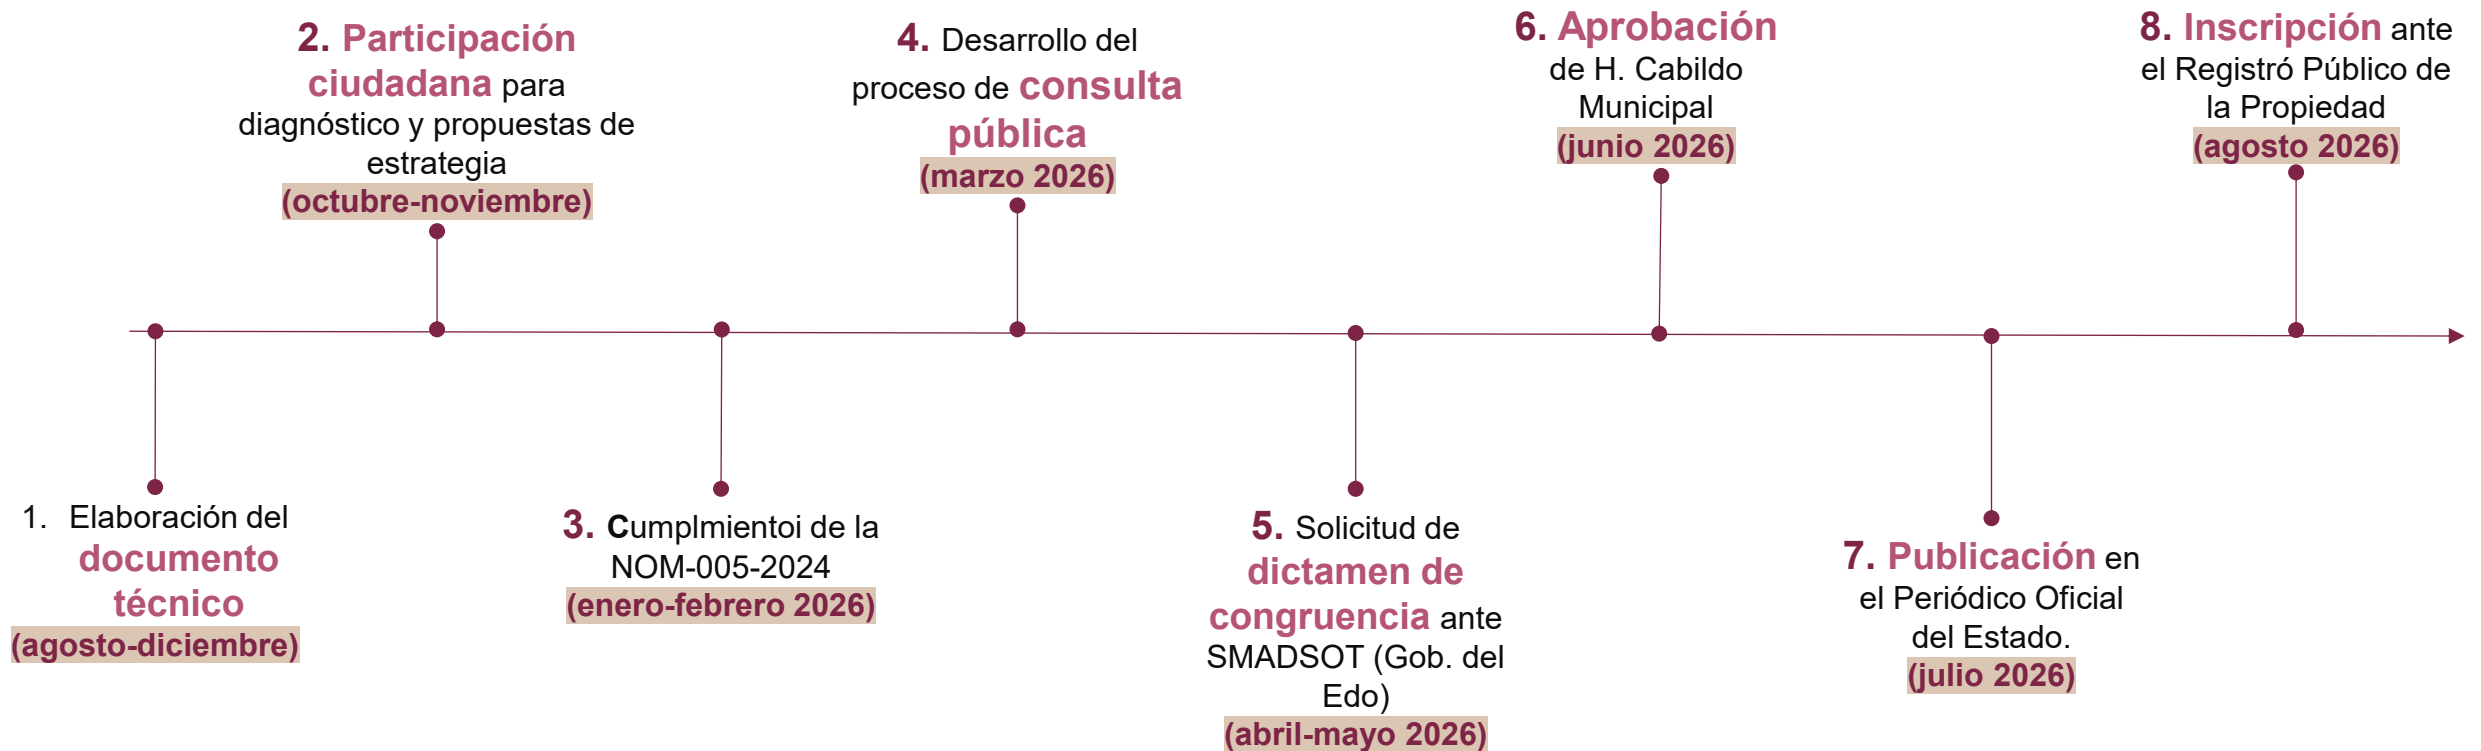 1. Elaboración del
documento
técnico
(agosto-diciembre)
2. Participación
ciudadana para
diagnóstico y propuestas de
estrategia
(octubre-noviembre)
3. Cumplmientoi de la
NOM-005-2024
(enero-febrero 2026)
4. Desarrollo del
proceso de consulta
pública
(marzo 2026)
5. Solicitud de
dictamen de
congruencia ante
SMADSOT (Gob. del
Edo)
(abril-mayo 2026)
6. Aprobación
de H. Cabildo
Municipal
(junio 2026)
7. Publicación en
el Periódico Oficial
del Estado.
(julio 2026)
8. Inscripción ante
el Registró Público de
la Propiedad
(agosto 2026)